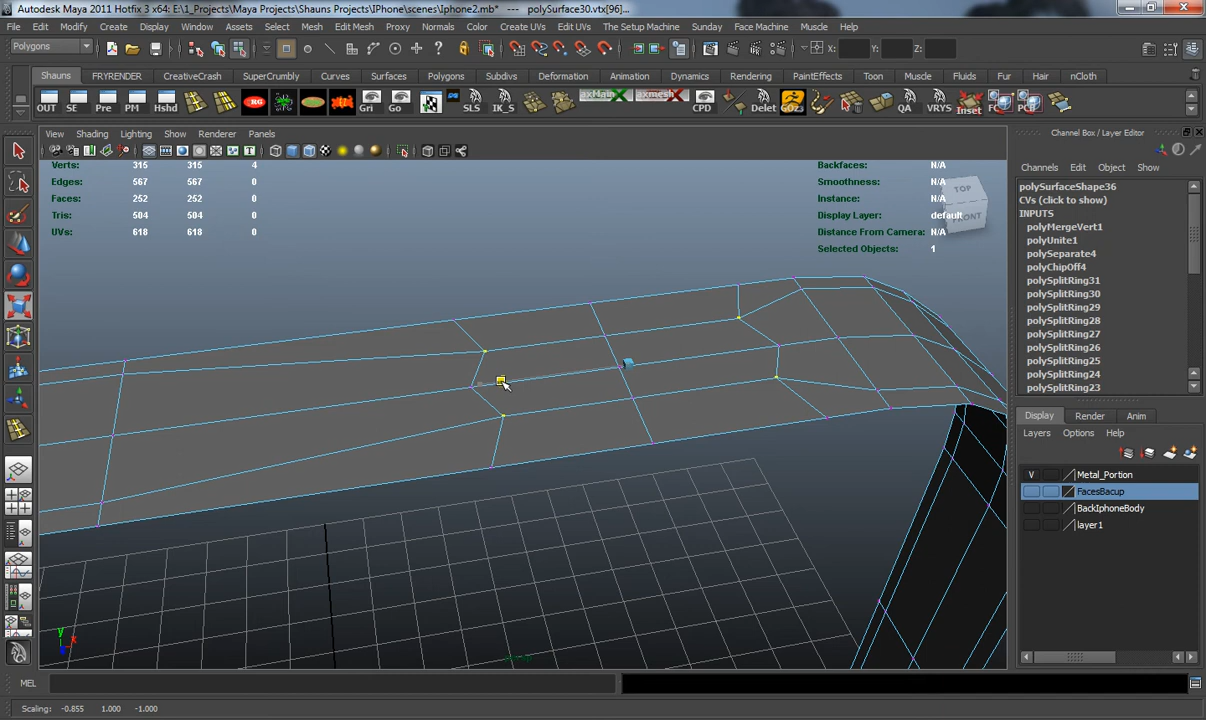 Autodesk Maya 2011 Hotfix 3 x64: E:\1_Projects\Maya Projects\Shauns Projects\IPhone\scenes\Iphone2.mb* --- polySurface30.vtx[96]...
File Edit Modify Create Display Window Assets Select Mesh Edit Mesh Proxy Normals Color Create UVs Edit UVs The Setup Machine Sunday Face Machine Muscle Help
Polygons X: Y: Z:
Shauns FRYRENDER CreativeCrash SuperCrumbly Curves Surfaces Polygons Subdivs Deformation Animation Dynamics Rendering PaintEffects Toon Muscle Fluids Fur Hair nCloth
OUT SE Pre PM Hshd Gri Go SLS IK_S CPD Delet GOz3 QA VRYS Inset
View Shading Lighting Show Renderer Panels
Channel Box / Layer Editor
Channels Edit Object Show
Verts: 315 315 4
Edges: 567 567 0
Faces: 252 252 0
Tris: 504 504 0
UVs: 618 618 0
Backfaces: N/A
Smoothness: N/A
Instance: N/A
Display Layer: default
Distance From Camera: N/A
Selected Objects: 1
TOP
FRONT
polySurfaceShape36
CVs (click to show)
INPUTS
polyMergeVert1
polyUnite1
polySeparate4
polyChipOff4
polySplitRing31
polySplitRing30
polySplitRing29
polySplitRing28
polySplitRing27
polySplitRing26
polySplitRing25
polySplitRing24
polySplitRing23
Display Render Anim
Layers Options Help
V Metal_Portion
FacesBacup
BackIphoneBody
layer1
y
x
persp
MEL
Scaling: -0.855 1.000 -1.000